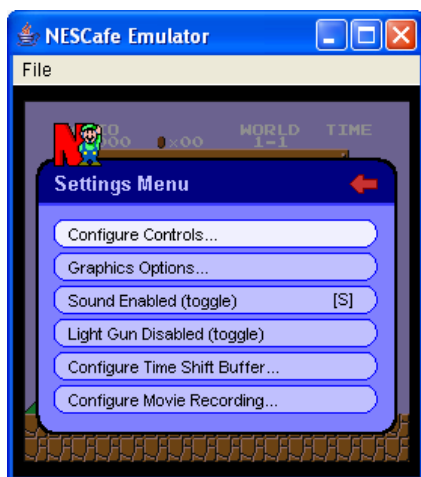 NESCafe Emulator
File
WORLD TIME
×00 1-1
N
Settings Menu
Configure Controls...
Graphics Options...
Sound Enabled (toggle) [S]
Light Gun Disabled (toggle)
Configure Time Shift Buffer...
Configure Movie Recording...